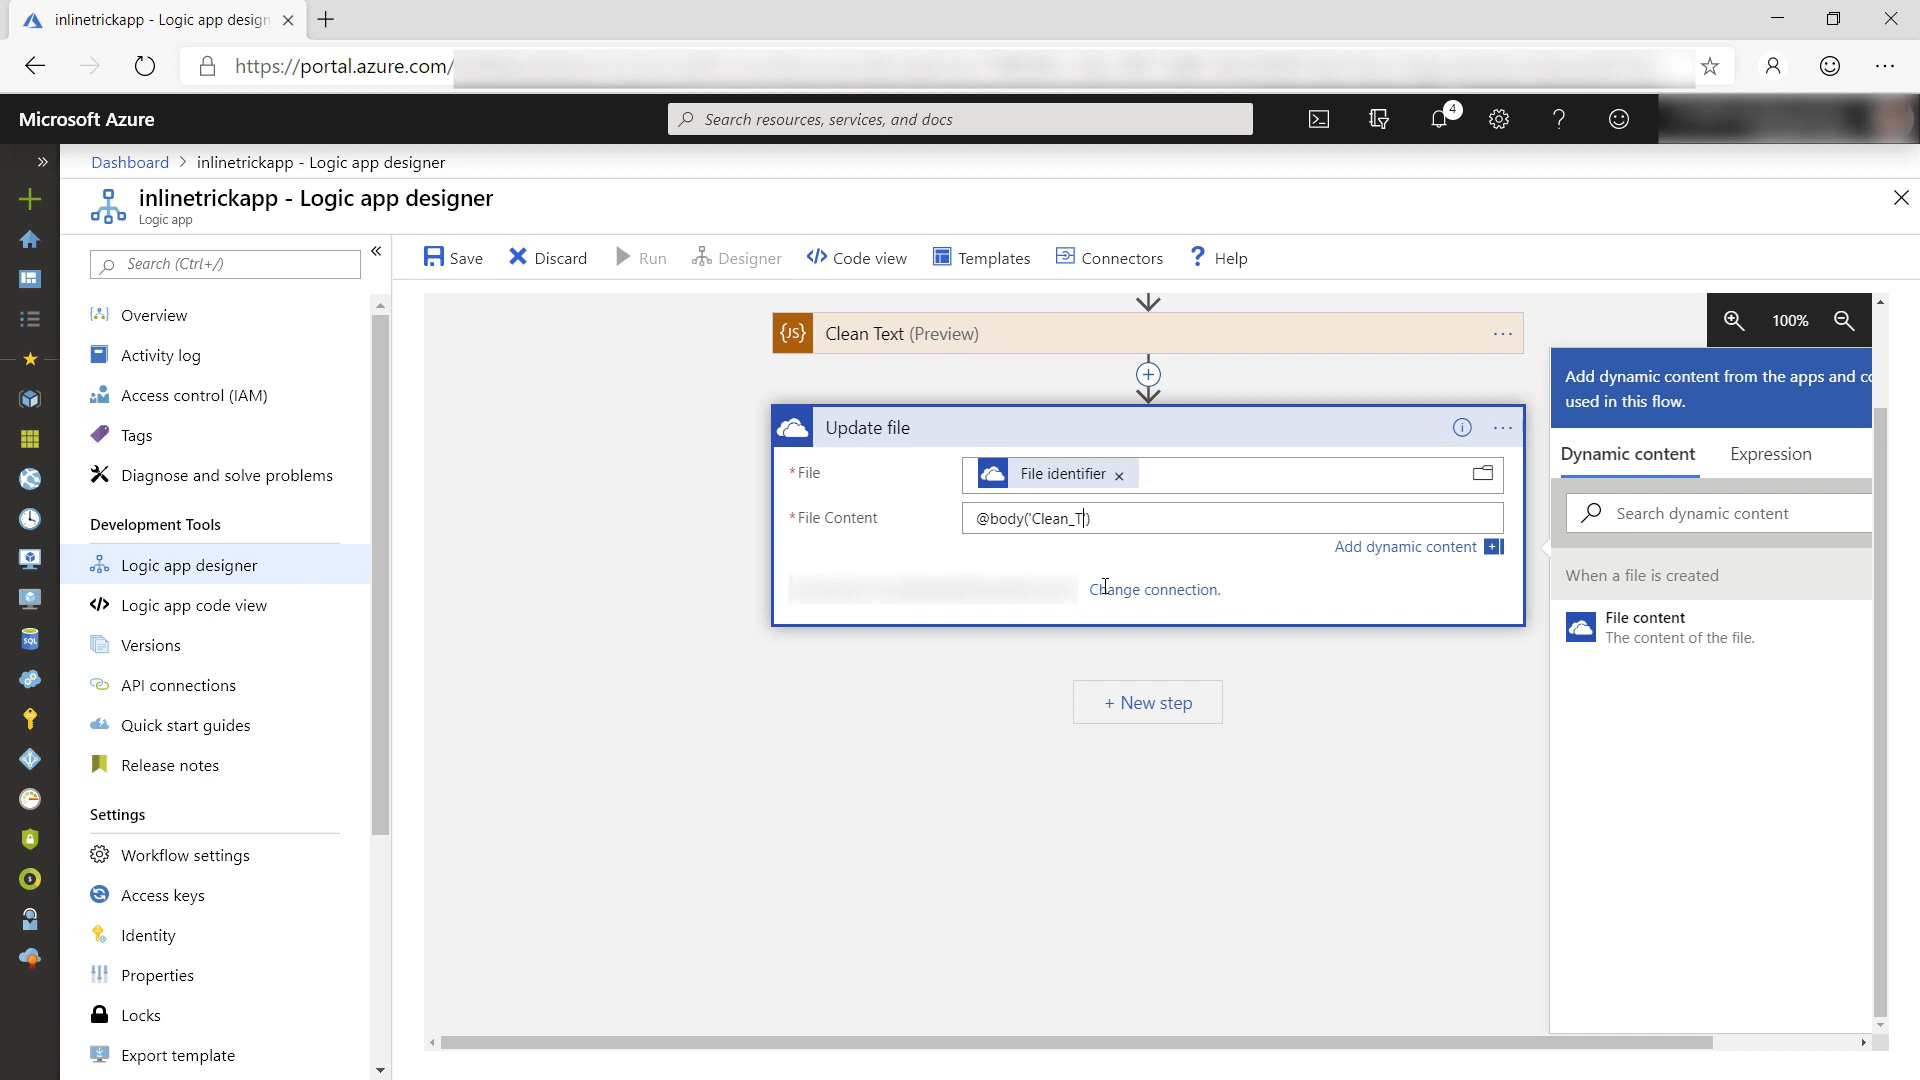 inlinetrickapp - Logic app design
https://portal.azure.com/
Microsoft Azure
Search resources, services, and docs
4
Dashboard > inlinetrickapp - Logic app designer
inlinetrickapp - Logic app designer
Logic app
Search (Ctrl+/)
Overview
Activity log
Access control (IAM)
Tags
Diagnose and solve problems
Development Tools
Logic app designer
Logic app code view
Versions
API connections
Quick start guides
Release notes
Settings
Workflow settings
Access keys
Identity
Properties
Locks
Export template
SQL
Save
Discard
Run
Designer
Code view
Templates
Connectors
Help
{JS}
Clean Text (Preview)
Update file
*File
File identifier ×
*File Content
@body('Clean_T')
Add dynamic content
Change connection.
+ New step
100%
Add dynamic content from the apps and
used in this flow.
Dynamic content
Expression
Search dynamic content
When a file is created
File content
The content of the file.